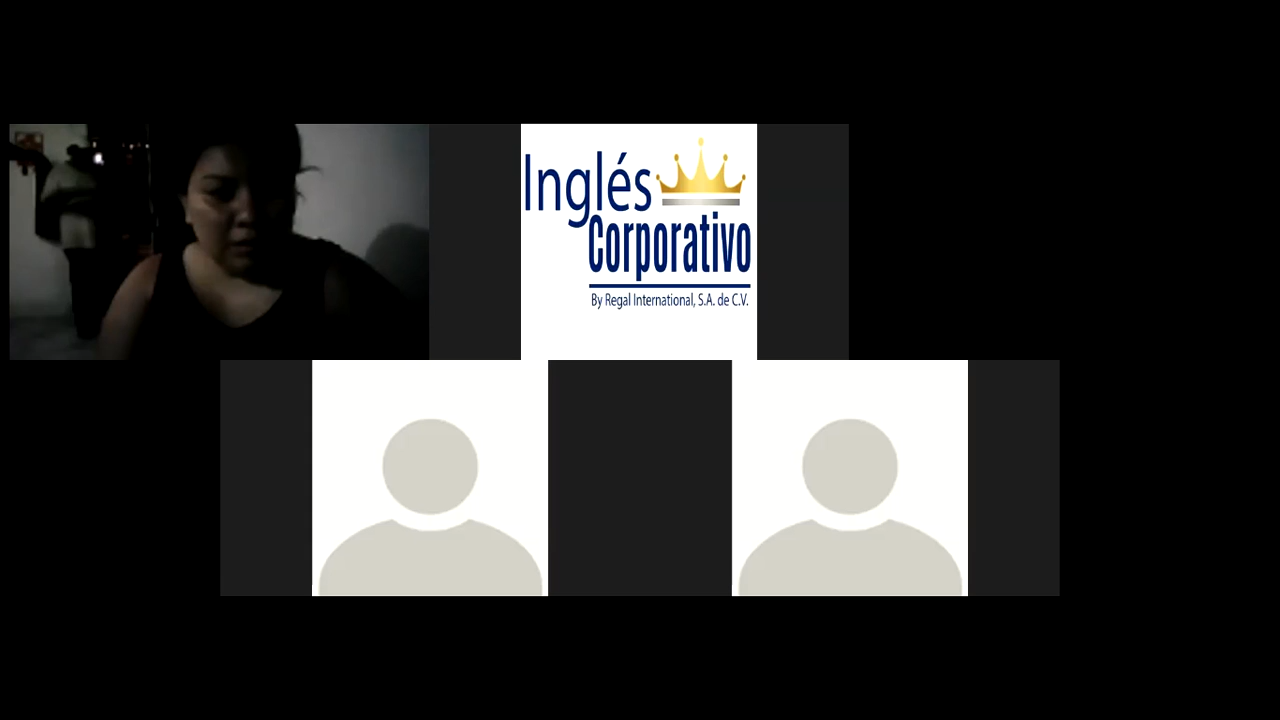 Inglés
Corporativo
By Regal International, S.A. de C.V.